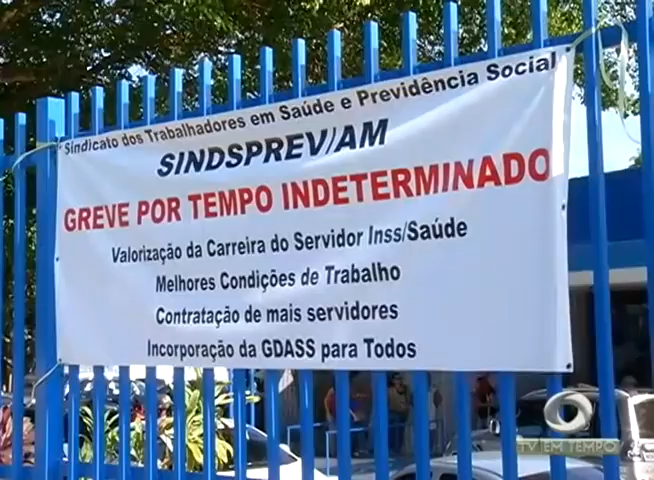 Sindicato dos Trabalhadores em Saúde e Previdência Social
SINDSPREV/AM
GREVE POR TEMPO INDETERMINADO
Valorização da Carreira do Servidor Inss/Saúde
Melhores Condições de Trabalho
Contratação de mais servidores
Incorporação da GDASS para Todos
TV EM TEMPO